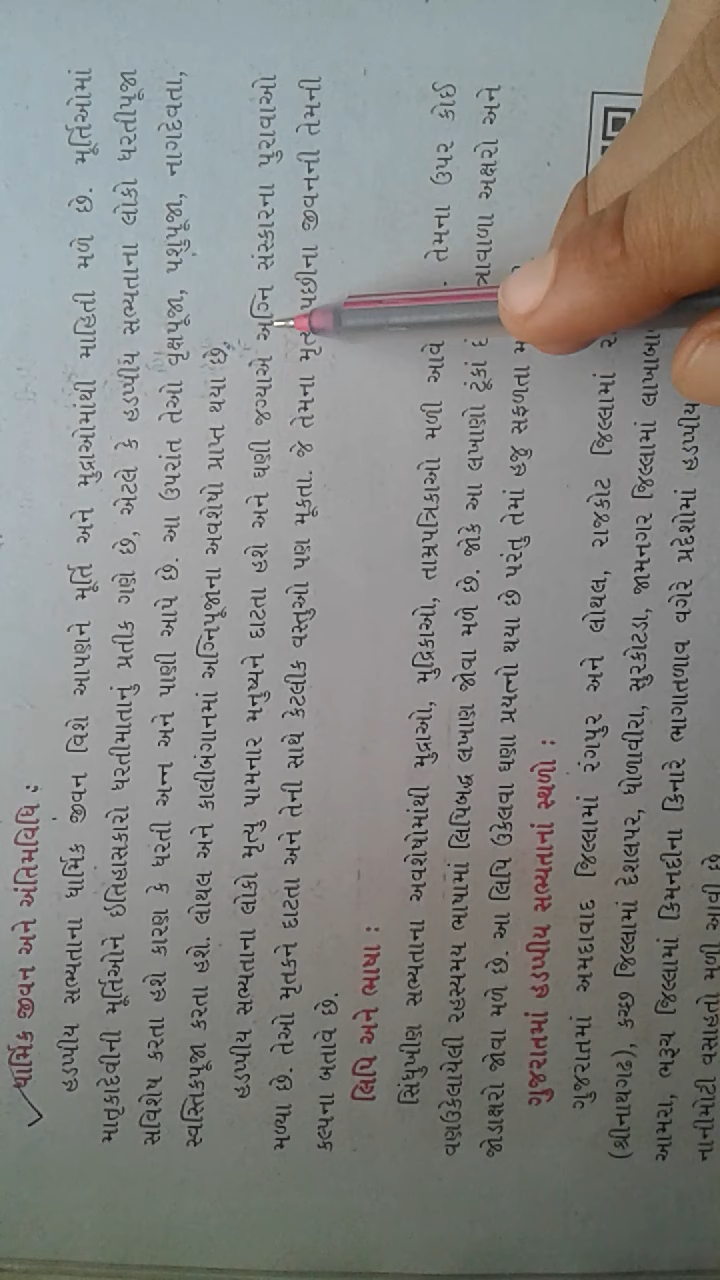 ધાર્મિક જીવન અને અંતિમવિધિ :
હડપ્પીય સભ્યતાના ધાર્મિક જીવન વિશે આપણને મૂર્તિ અને મુદ્રાઓમાંથી માહિતી મળે છે. મૂર્તિઓમાં
માતૃકાદેવીની મૂર્તિઓને ઈતિહાસકારો ધરતીમાતાનું પ્રતીક ગણે છે, એટલે કે હડપ્પીય સભ્યતાના લોકો ધરતીપૂજા
સવિશેષ કરતા હશે કારણ કે ધરતી અન્ન અને પાણી આપે છે. આ ઉપરાંત તેઓ વૃક્ષપૂજા, પશુપૂજા, નાગદેવતા,
સ્વસ્તિકપૂજા કરતા હશે. લોથલ અને કાલીબંગાનમાં અગ્નિપૂજાના અવશેષો પ્રાપ્ત થયા છે.
હડપ્પીય સભ્યતાના લોકો મૃત્યુ પામનાર મનુષ્યને દાટતા હશે અને ઘણી જગ્યાએ અગ્નિ સંસ્કારના પુરાવાઓ
મળ્યા છે. તેઓ મૃતકને દાટતા અને તેની સાથે કેટલીક વસ્તુઓ પણ મૂકતા. જે તેમના પછીના જીવનની તેમની
કલ્પના બતાવે છે.
લિપિ અને ભાષા :
સિંધુખીણ સભ્યતાના અવશેષોમાંથી મુદ્રાઓ, મુદ્રિકાઓ, તામ્રપત્રિકાઓ મળી આવે તેમના ઉપર કોઈ
વણઉકેલાયેલી રહસ્યમય ભાષામાં લિપિબદ્ધ લખાણ જોવા મળે છે. જોકે આ લખાણો ટૂંકાં અક્ષરો અને
જોડાક્ષરો જોવા મળે છે. આ લિપિ ઉકેલવા ઘણા પ્રયત્નો થયા છે પરંતુ તેમાં હજુ સફળતા
ગુજરાતમાં હડપ્પીય સભ્યતાનાં સ્થળો :
ગુજરાતમાં અમદાવાદ જિલ્લામાં રંગપુર અને લોથલ, રાજકોટ જિલ્લામાં
(શ્રીનાથગઢ), કચ્છ જિલ્લામાં દેશલપર, ધોળાવીરા, સુરકોટડા, જામનગર જિલ્લામાં
આમરા, ભરૂચ જિલ્લામાં કિમનદીના કિનારે ભાગાતળાવ વગેરે પ્રદેશોમાં હડપ્પીય
નાનીમોટી વસાહતો મળી આવી છે